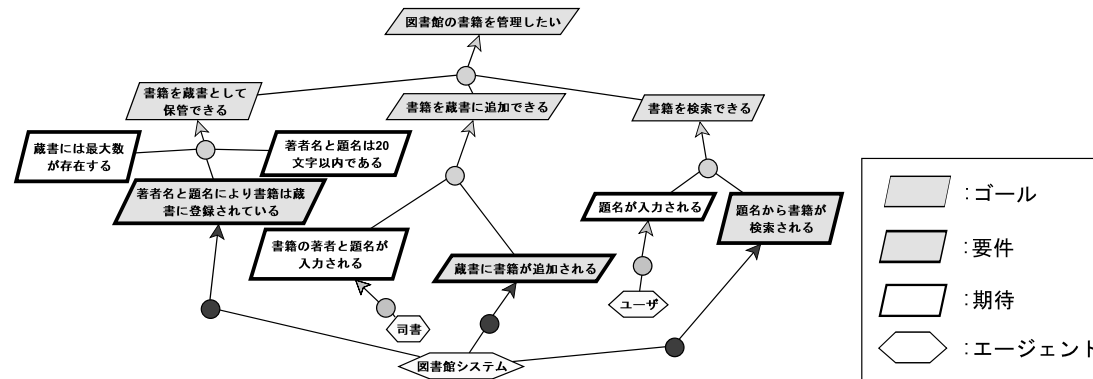 図書館の書籍を管理したい
書籍を蔵書として
保管できる
書籍を蔵書に追加できる
書籍を検索できる
蔵書には最大数
が存在する
著者名と題名は20
文字以内である
著者名と題名により書籍は蔵
書に登録されている
題名が入力される
題名から書籍が
検索される
書籍の著者と題名が
入力される
蔵書に書籍が追加される
ユーザ
司書
図書館システム
:ゴール
:要件
:期待
:エージェント